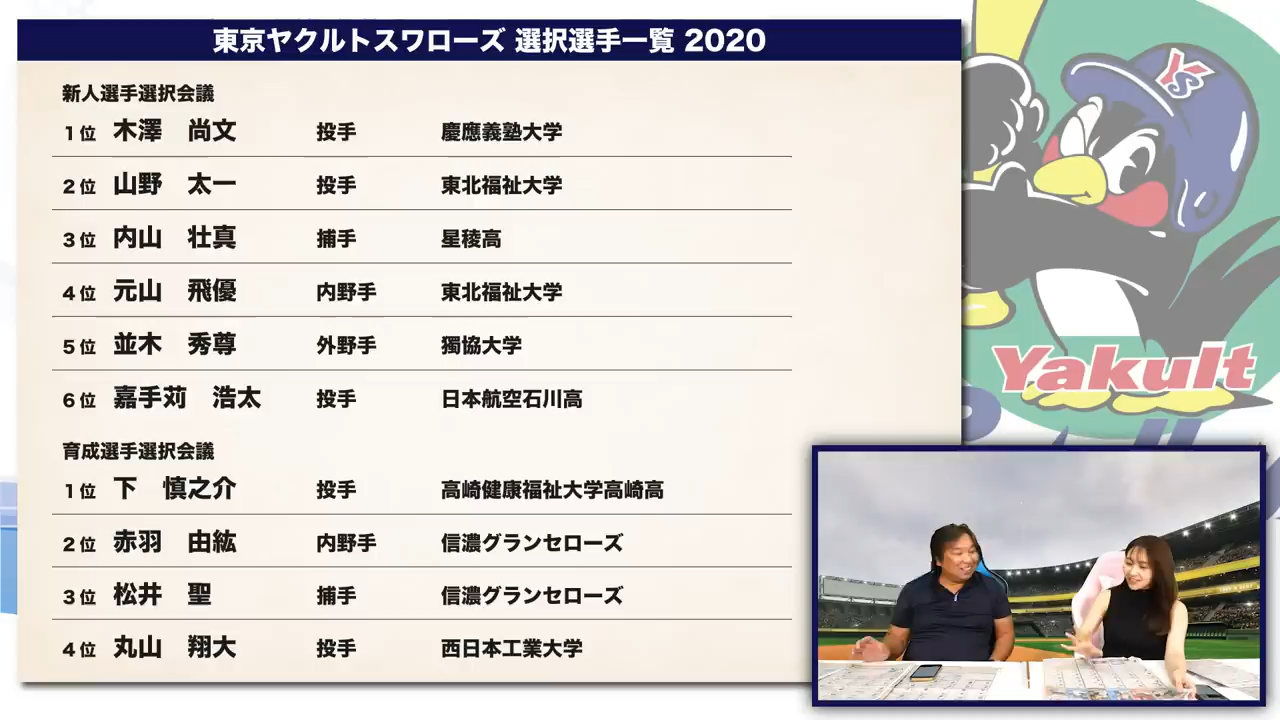 東京ヤクルトスワローズ 選択選手一覧 2020
新人選手選択会議
1位 木澤 尚文 投手 慶應義塾大学
2位 山野 太一 投手 東北福祉大学
3位 内山 壮真 捕手 星稜高
4位 元山 飛優 内野手 東北福祉大学
5位 並木 秀尊 外野手 獨協大学
6位 嘉手苅 浩太 投手 日本航空石川高
育成選手選択会議
1位 下 慎之介 投手 高崎健康福祉大学高崎高
2位 赤羽 由紘 内野手 信濃グランセローズ
3位 松井 聖 捕手 信濃グランセローズ
4位 丸山 翔大 投手 西日本工業大学
YS
Yakult